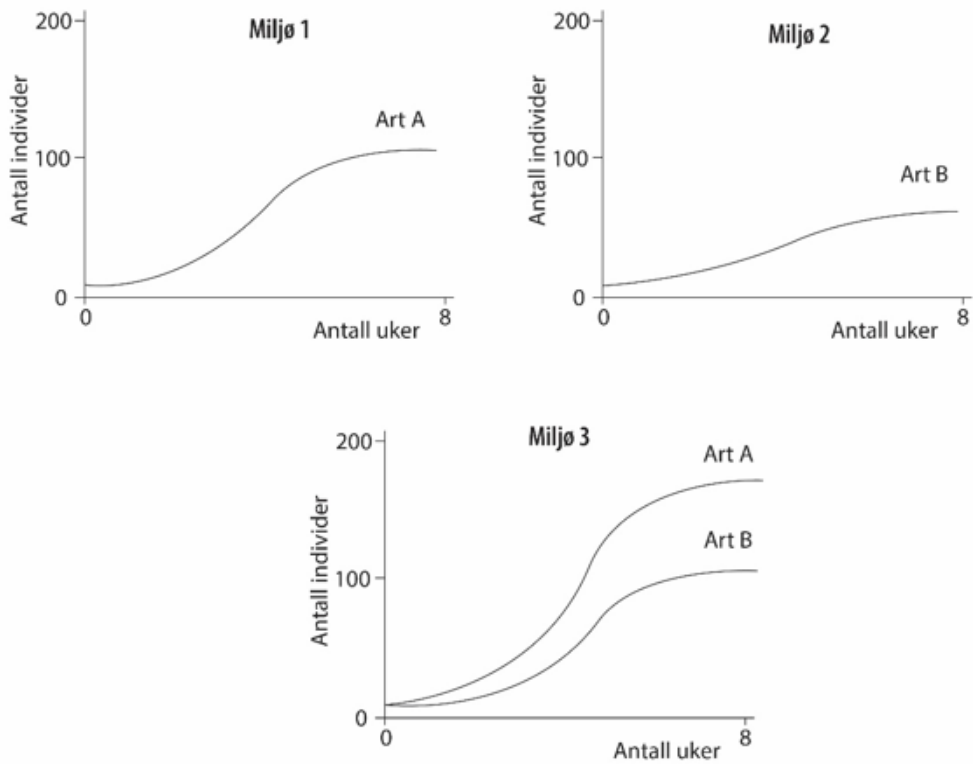 Miljø 1
200
100
0
Antall individer
Art A
0
8
Antall uker
Miljø 2
200
100
0
Antall individer
Art B
0
8
Antall uker
Miljø 3
200
100
0
Antall individer
Art A
Art B
0
8
Antall uker